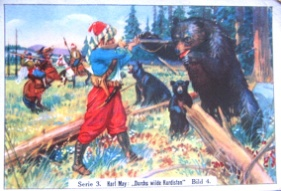 Serie 3. Karl May: „Durchs wilde Kurdistan" Bild 4.